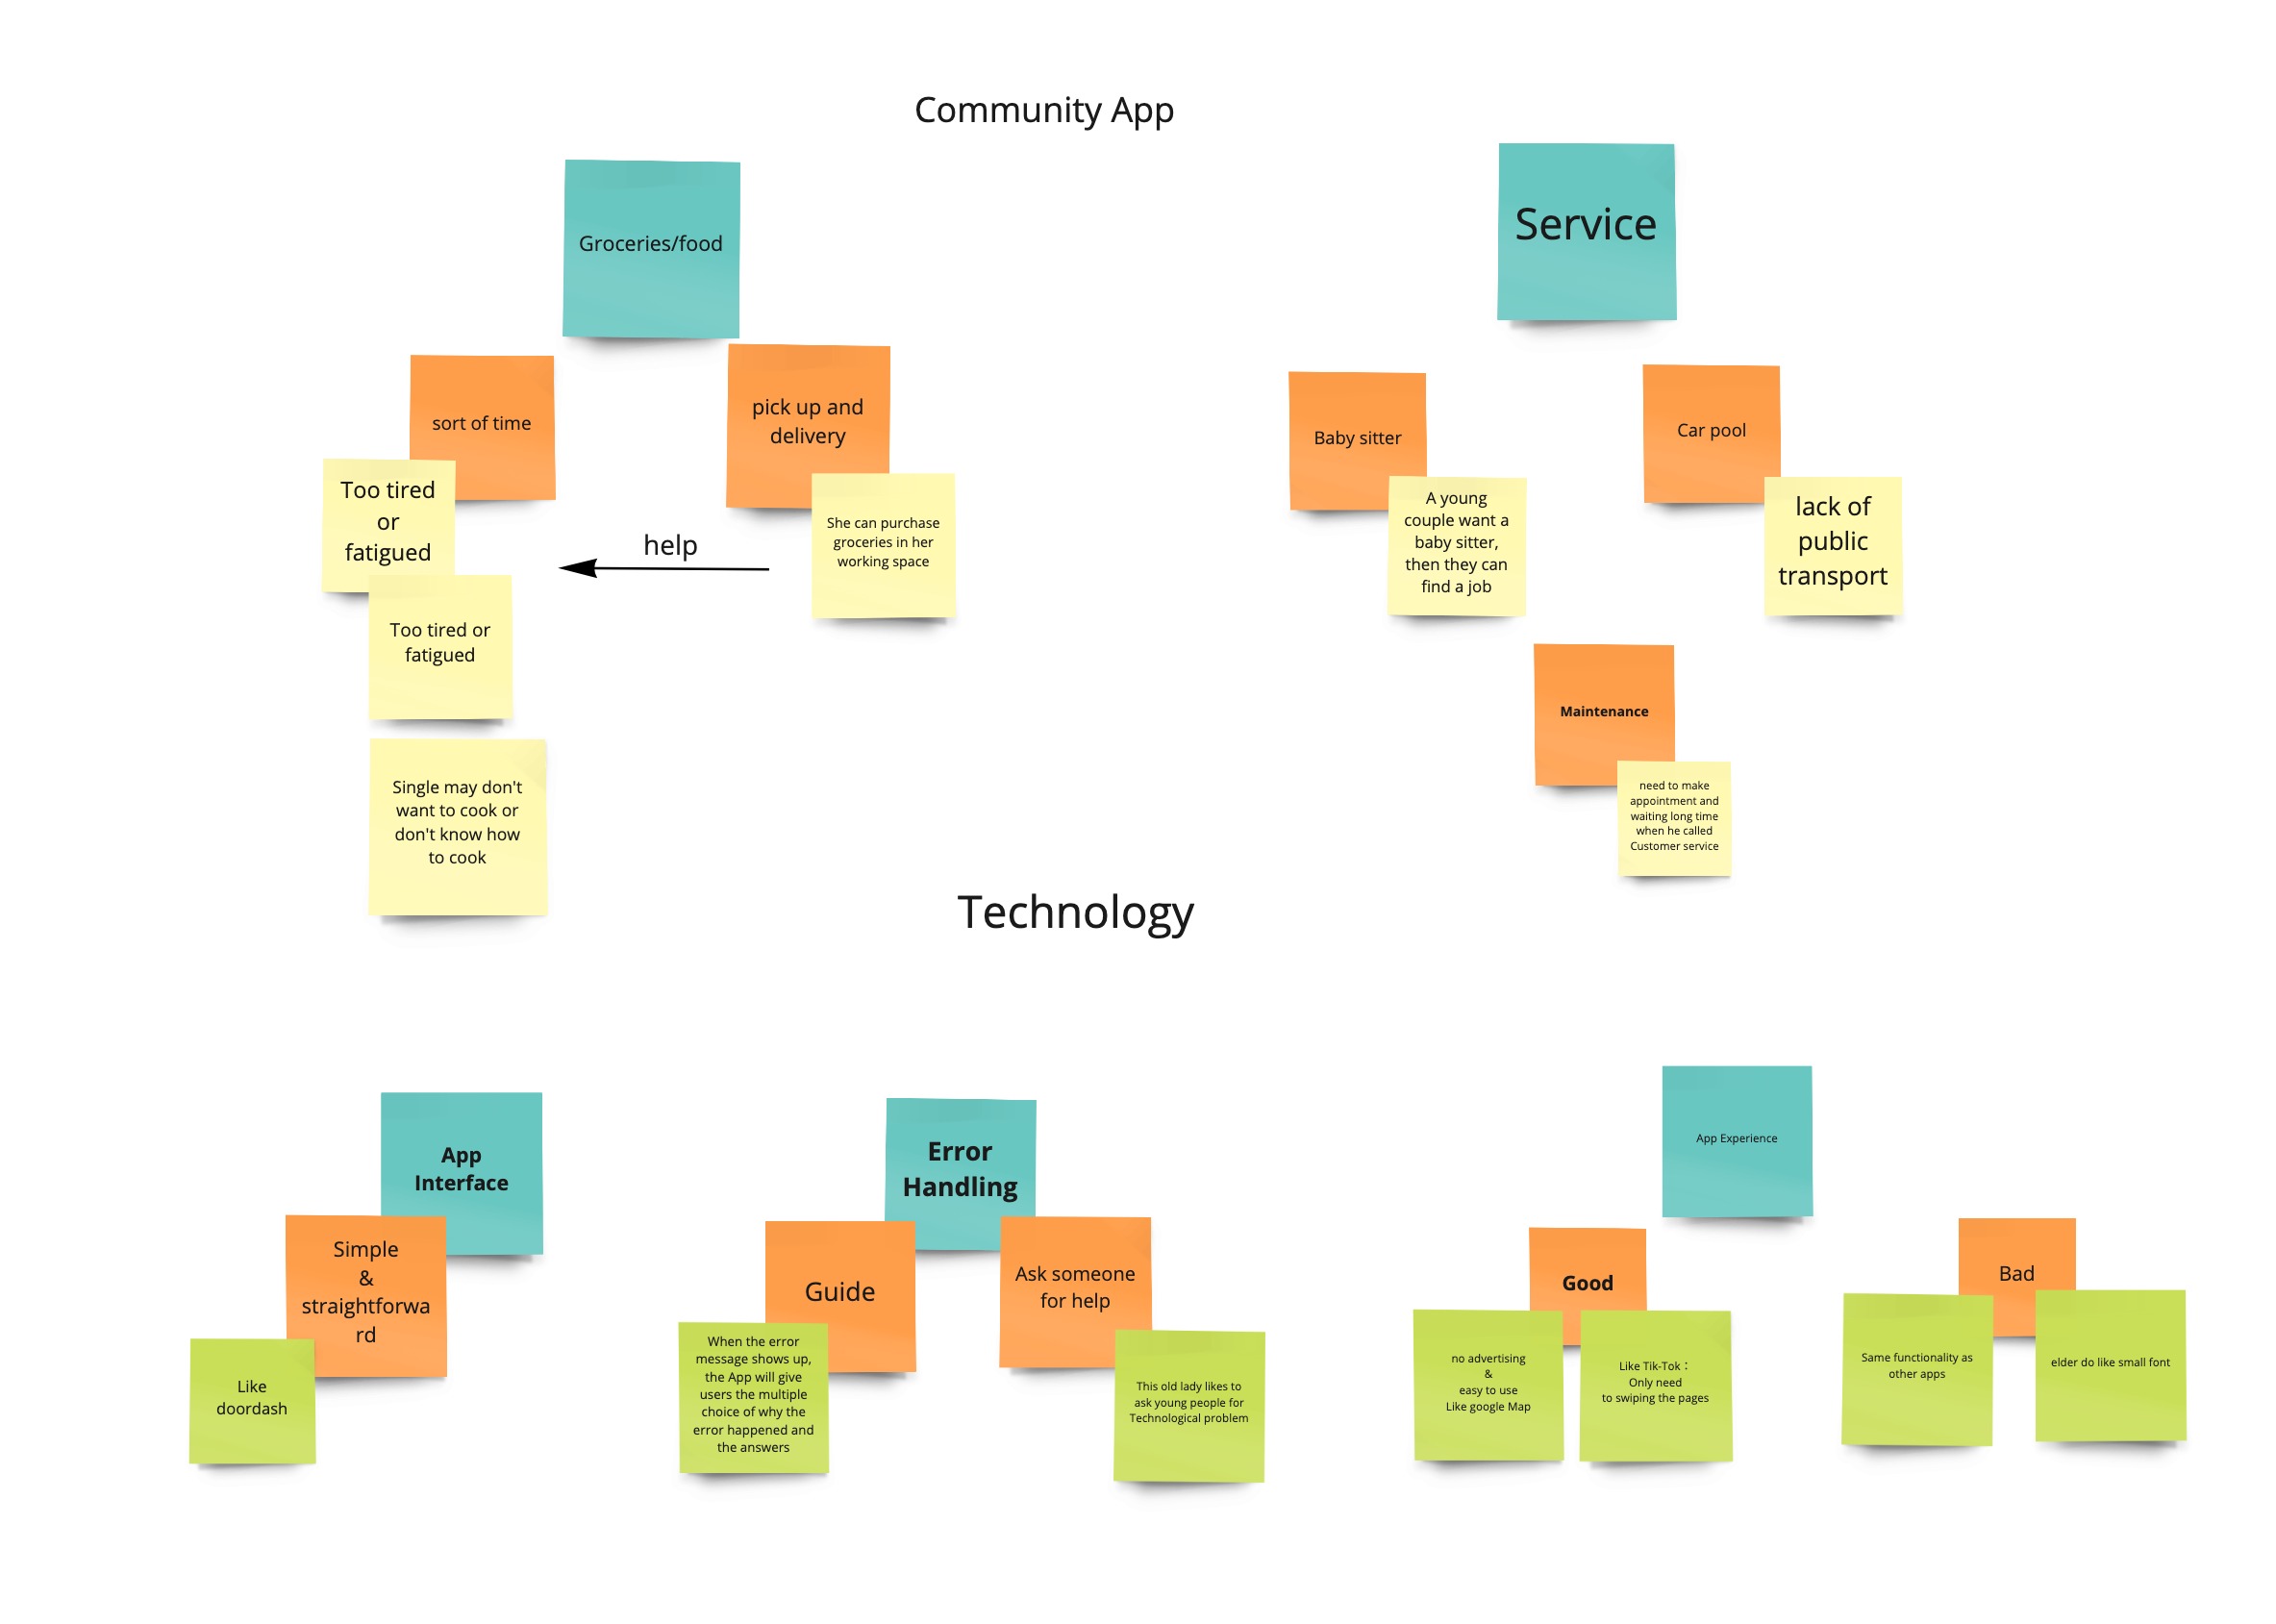 Community App
Groceries/food
Service
sort of time
pick up and
delivery
Baby sitter
Car pool
Too tired
or
fatigued
She can purchase
groceries in her
working space
help
A young
couple want a
baby sitter,
then they can
find a job
lack of
public
transport
Too tired or
fatigued
Maintenance
Single may don't
want to cook or
don't know how
to cook
need to make
appointment and
waiting long time
when he called
Customer service
Technology
App
Interface
Simple
&
straightforwa
rd
Like
doordash
Error
Handling
Guide
When the error
message shows up,
the App will give
users the multiple
choice of why the
error happened and
the answers
Ask someone
for help
This old lady likes to
ask young people for
Technological problem
App Experience
Good
no advertising
&
easy to use
Like google Map
Like Tik-Tok：
Only need
to swiping the pages
Bad
Same functionality as
other apps
elder do like small font